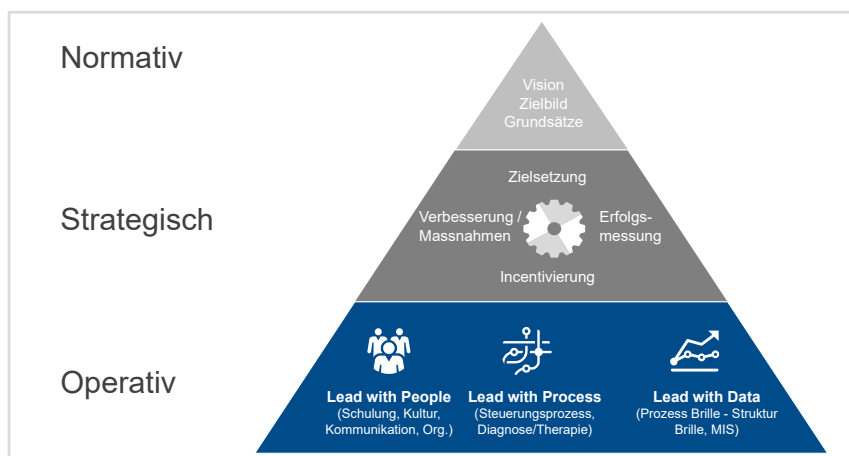 Normativ
Vision
Zielbild
Grundsätze
Strategisch
Zielsetzung
Verbesserung /
Massnahmen
Erfolgs-
messung
Incentivierung
Operativ
Lead with People
(Schulung, Kultur,
Kommunikation, Org.)
Lead with Process
(Steuerungsprozess,
Diagnose/Therapie)
Lead with Data
(Prozess Brille - Struktur
Brille, MIS)